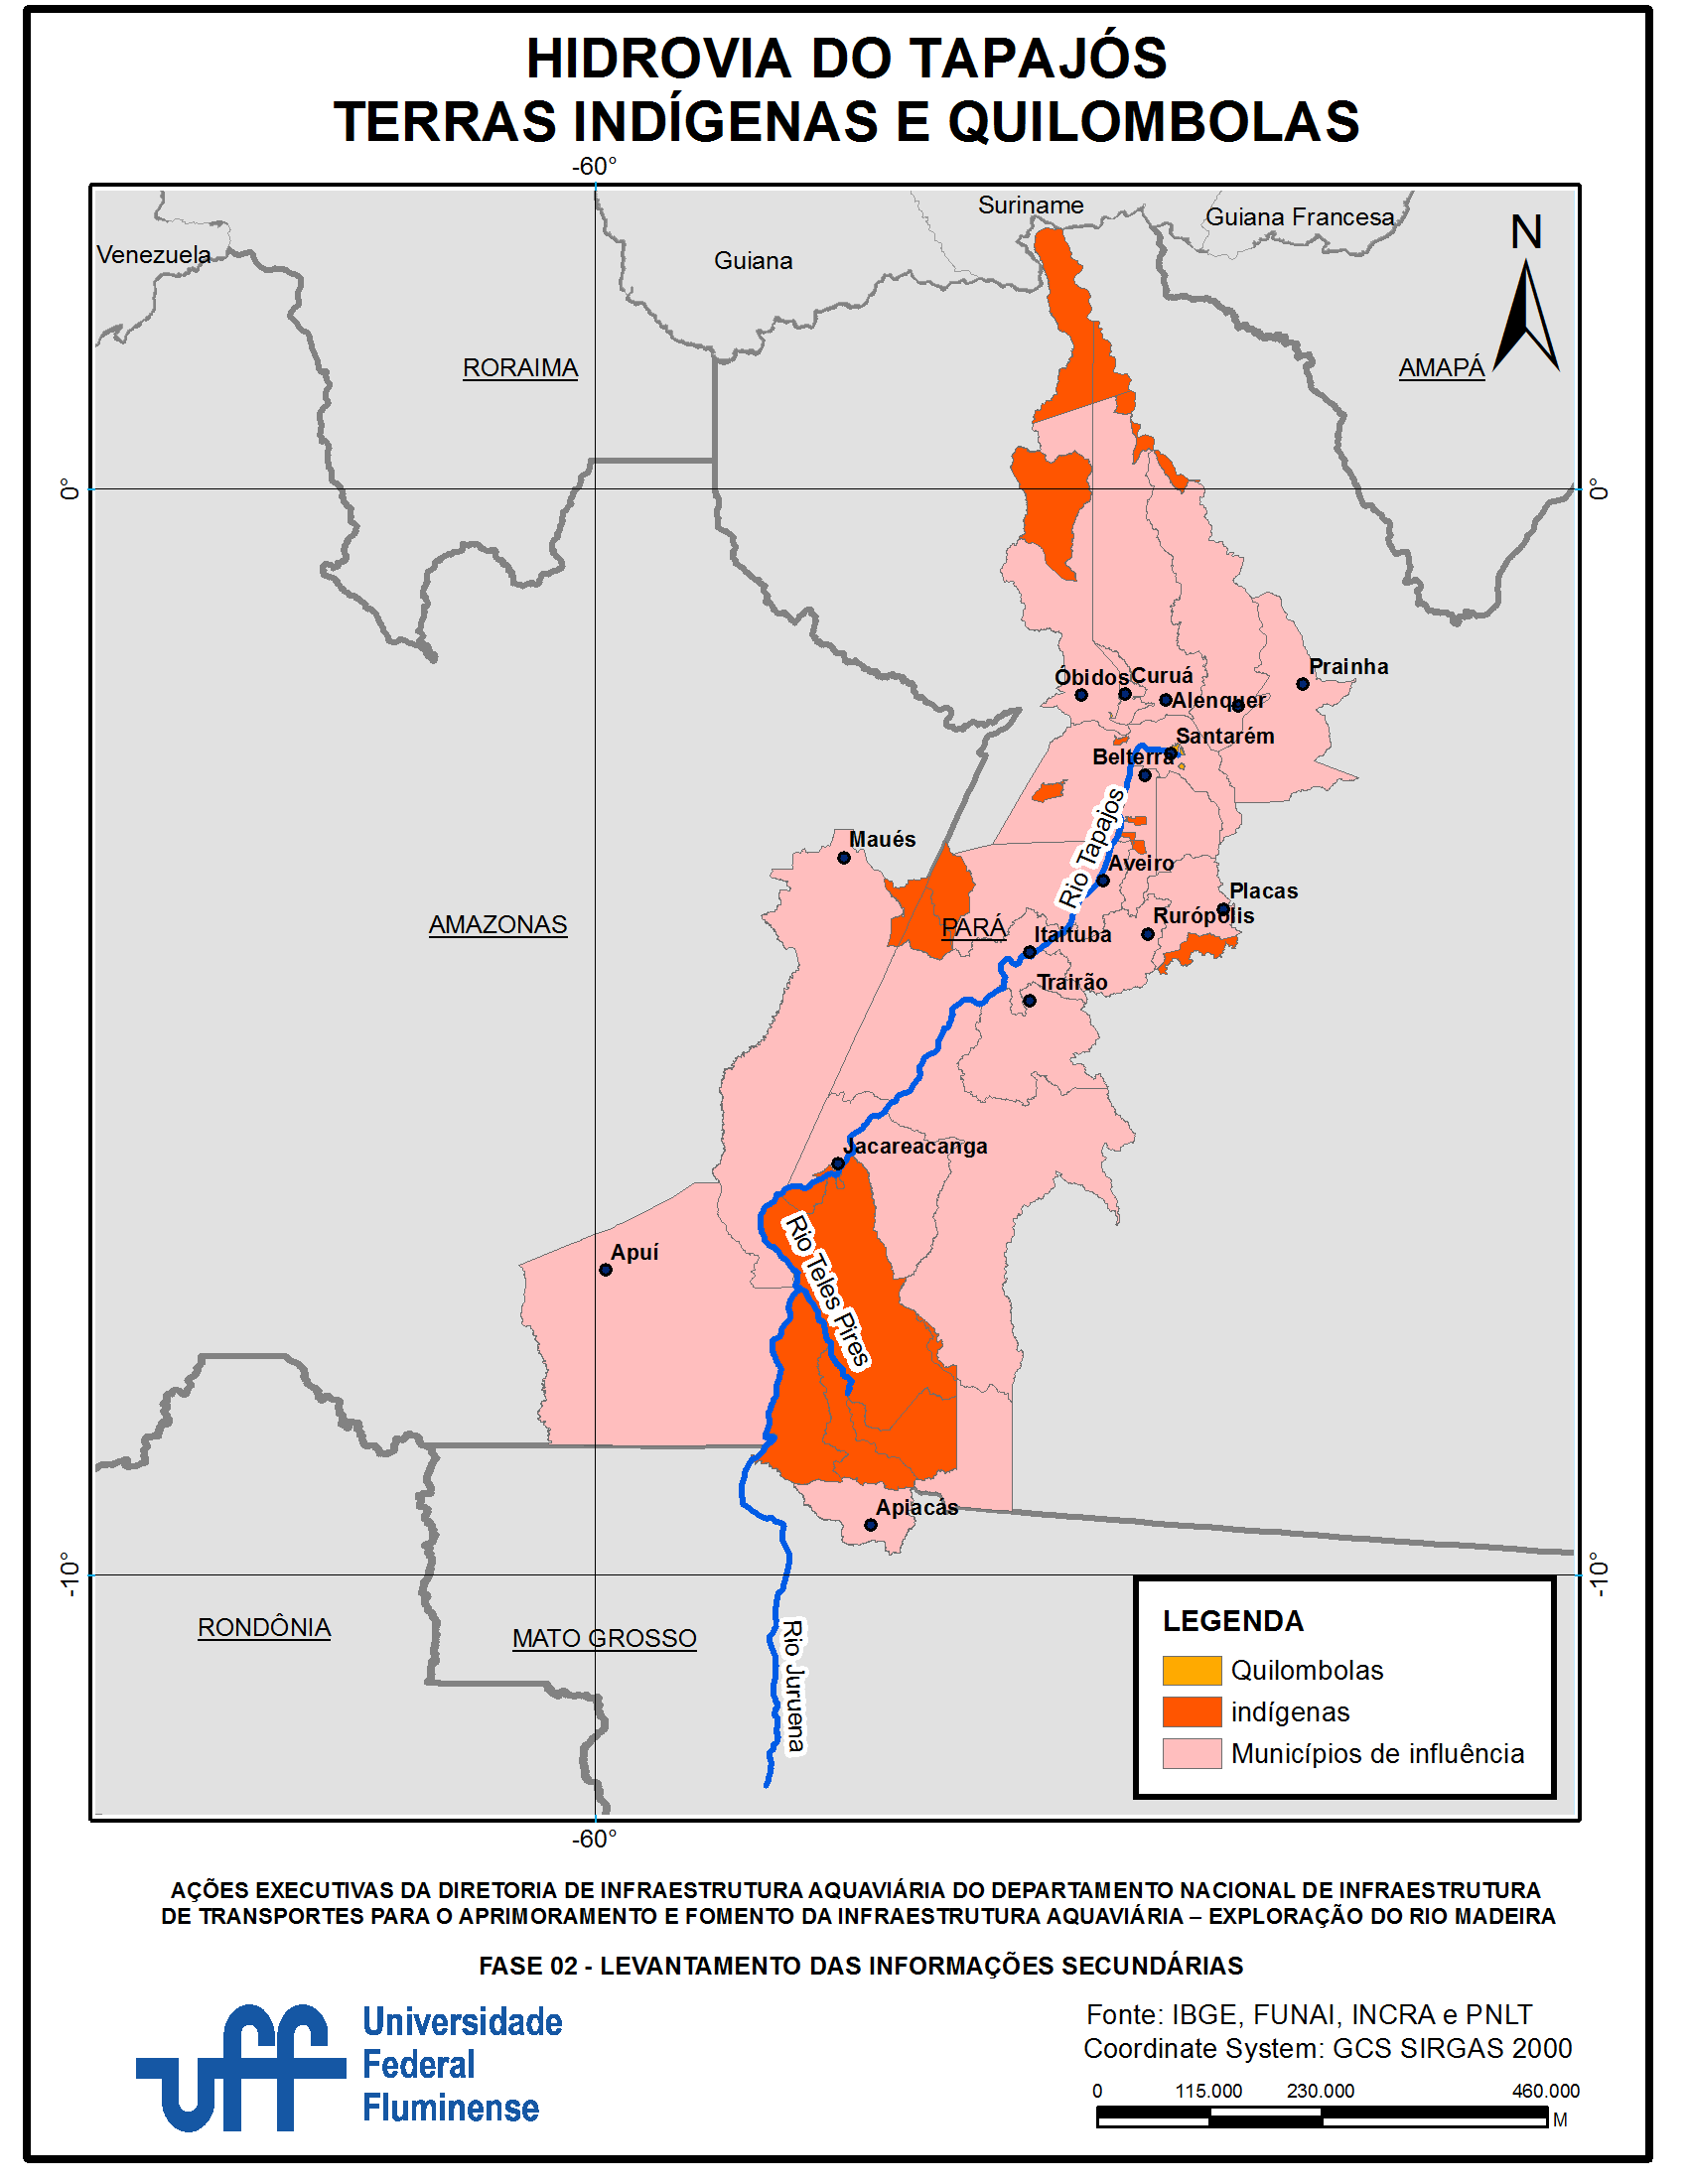 HIDROVIA DO TAPAJÓS
TERRAS INDÍGENAS E QUILOMBOLAS
-60°
Suriname
Guiana Francesa
Venezuela
Guiana
N
RORAIMA
AMAPÁ
0°
0°
Prainha
Óbidos
Curuá
Alenquer
Santarém
Belterra
Rio Tapajos
Maués
Aveiro
Placas
AMAZONAS
PARÁ
Rurópolis
Itaituba
Trairão
Jacareacanga
Rio Teles Pires
Apuí
Apiacás
-10°
-10°
RONDÔNIA
MATO GROSSO
Rio Juruena
LEGENDA
Quilombolas
indígenas
Municípios de influência
-60°
AÇÕES EXECUTIVAS DA DIRETORIA DE INFRAESTRUTURA AQUAVIÁRIA DO DEPARTAMENTO NACIONAL DE INFRAESTRUTURA
DE TRANSPORTES PARA O APRIMORAMENTO E FOMENTO DA INFRAESTRUTURA AQUAVIÁRIA – EXPLORAÇÃO DO RIO MADEIRA
FASE 02 - LEVANTAMENTO DAS INFORMAÇÕES SECUNDÁRIAS
uff
Universidade
Federal
Fluminense
Fonte: IBGE, FUNAI, INCRA e PNLT
Coordinate System: GCS SIRGAS 2000
0 115.000 230.000 460.000
M